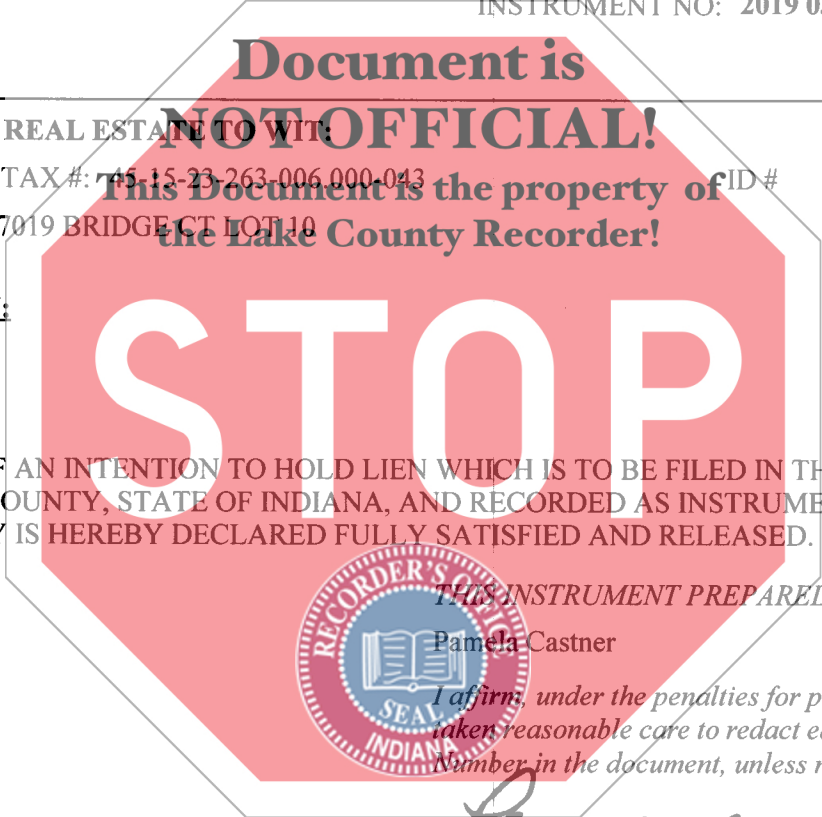 INSTRUMENT NO: 2019 0
Document is
NOT OFFICIAL!
REAL ESTATE TO WIT:
TAX #: 45-15-23-263-006.000-043 ID #
This Document is the property of
7019 BRIDGE CT LOT 10
the Lake County Recorder!
STOP
AN INTENTION TO HOLD LIEN WHICH IS TO BE FILED IN TH
OUNTY, STATE OF INDIANA, AND RECORDED AS INSTRUME
Y IS HEREBY DECLARED FULLY SATISFIED AND RELEASED.
THIS INSTRUMENT PREPARE
Pamela Castner
I affirm, under the penalties for p
taken reasonable care to redact ea
Number in the document, unless r
RECORDER'S OFFICE
SEAL
INDIANA